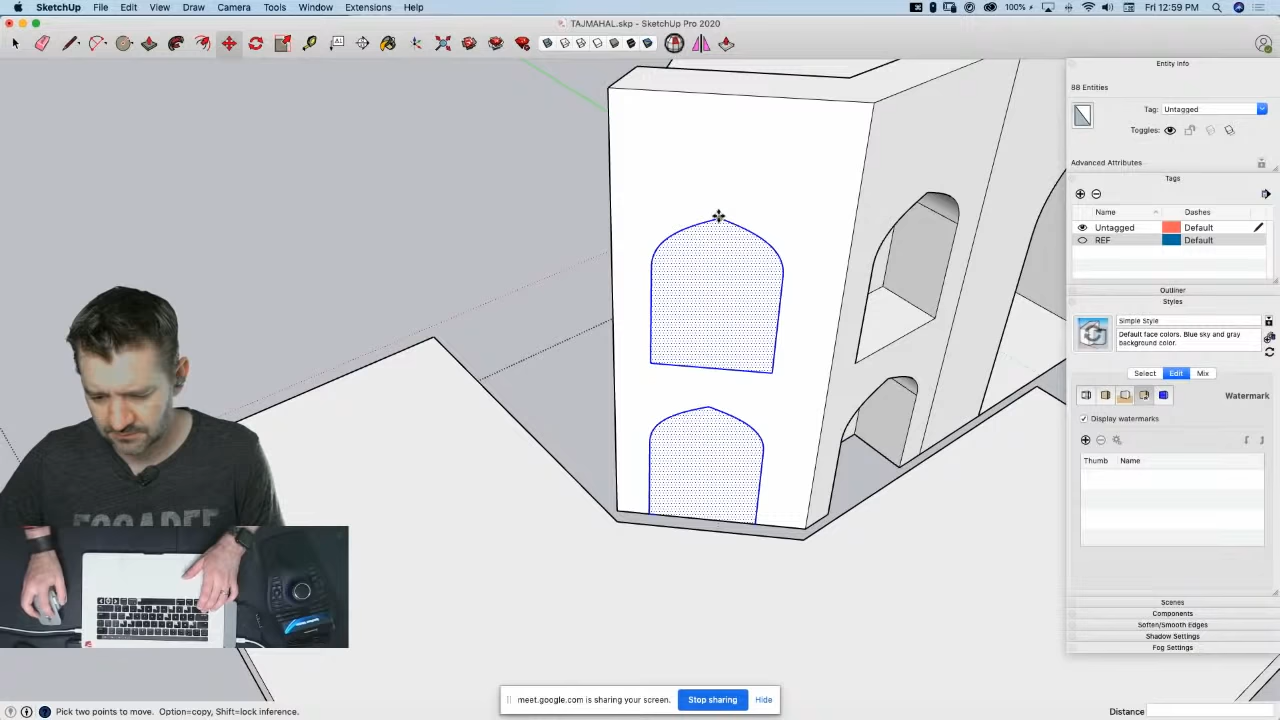 SketchUp File Edit View Draw Camera Tools Window Extensions Help
100% Fri 12:59 PM
TAJMAHAL.skp - SketchUp Pro 2020
Entity Info
88 Entities
Tag: Untagged
Toggles:
Advanced Attributes
Tags
Name Dashes
Untagged Default
REF Default
Outliner
Styles
Simple Style
Default face colors. Blue sky and gray
background color.
Select Edit Mix
Watermark
Display watermarks
Thumb Name
Scenes
Components
Soften/Smooth Edges
Shadow Settings
Fog Settings
meet.google.com is sharing your screen. Stop sharing Hide
Pick two points to move. Option=copy, Shift=lock inference.
Distance